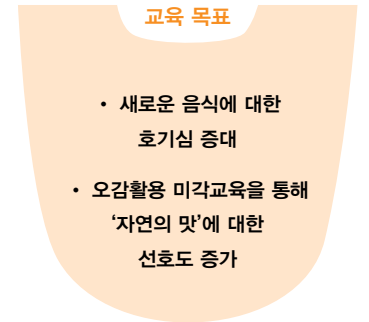 교육 목표
• 새로운 음식에 대한
호기심 증대
• 오감활용 미각교육을 통해
‘자연의 맛’에 대한
선호도 증가